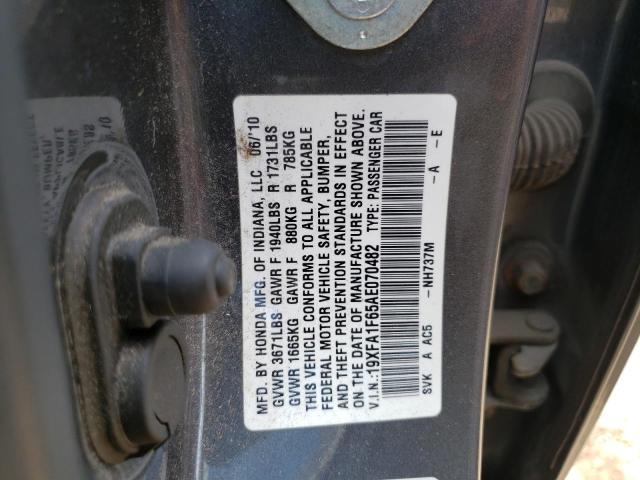 MFD. BY HONDA MFG. OF INDIANA, LLC 06/10
GVWR 3671LBS GAWR F 1940LBS R 1731LBS
GVWR 1665KG GAWR F 880KG R 785KG
THIS VEHICLE CONFORMS TO ALL APPLICABLE
FEDERAL MOTOR VEHICLE SAFETY, BUMPER,
AND THEFT PREVENTION STANDARDS IN EFFECT
ON THE DATE OF MANUFACTURE SHOWN ABOVE.
V.I.N.:19XFA1F65AE070482 TYPE: PASSENGER CAR
SVK A AC5 —NH737M —A —E